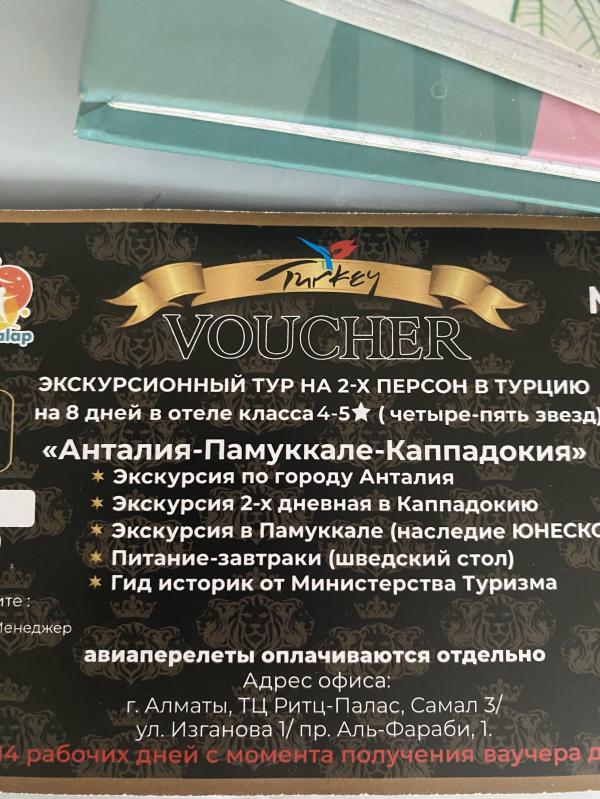 Turkey
VOUCHER
ЭКСКУРСИОННЫЙ ТУР НА 2-Х ПЕРСОН В ТУРЦИЮ
на 8 дней в отеле класса 4-5★ ( четыре-пять звезд)
«Анталия-Памуккале-Каппадокия»
Экскурсия по городу Анталия
Экскурсия 2-х дневная в Каппадокию
Экскурсия в Памуккале (наследие ЮНЕСКО
Питание-завтраки (шведский стол)
Гид историк от Министерства Туризма
Менеджер
авиаперелеты оплачиваются отдельно
Адрес офиса:
г. Алматы, ТЦ Ритц-Палас, Самал 3/
ул. Изганова 1/ пр. Аль-Фараби, 1.
14 рабочих дней с момента получения ваучера